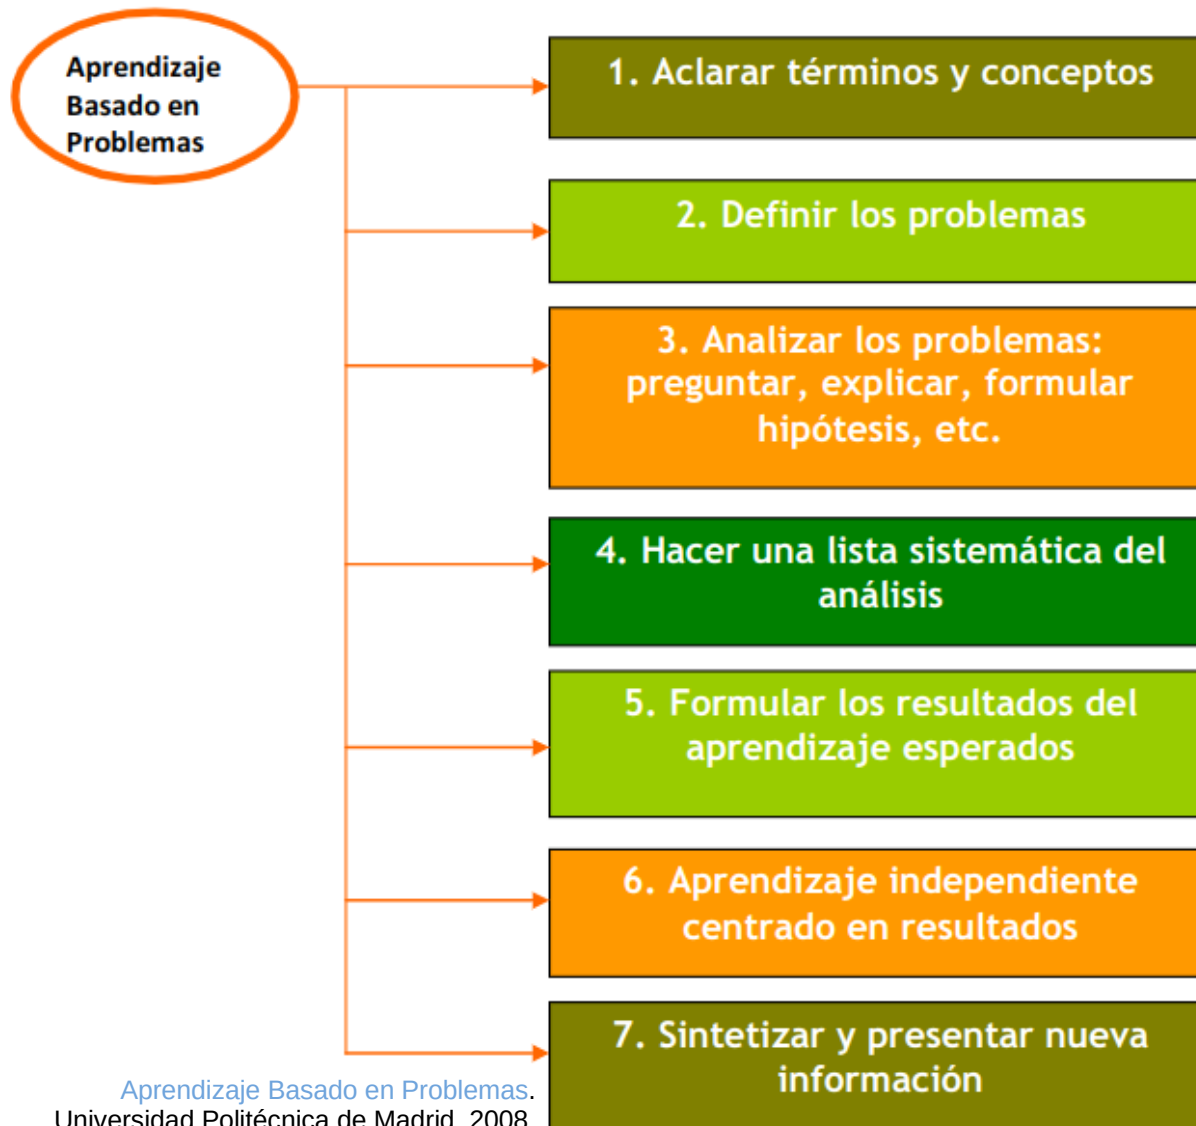 Aprendizaje
Basado en
Problemas
1. Aclarar términos y conceptos
2. Definir los problemas
3. Analizar los problemas:
preguntar, explicar, formular
hipótesis, etc.
4. Hacer una lista sistemática del
análisis
5. Formular los resultados del
aprendizaje esperados
6. Aprendizaje independiente
centrado en resultados
7. Sintetizar y presentar nueva
información
Aprendizaje Basado en Problemas.
Universidad Politécnica de Madrid, 2008.